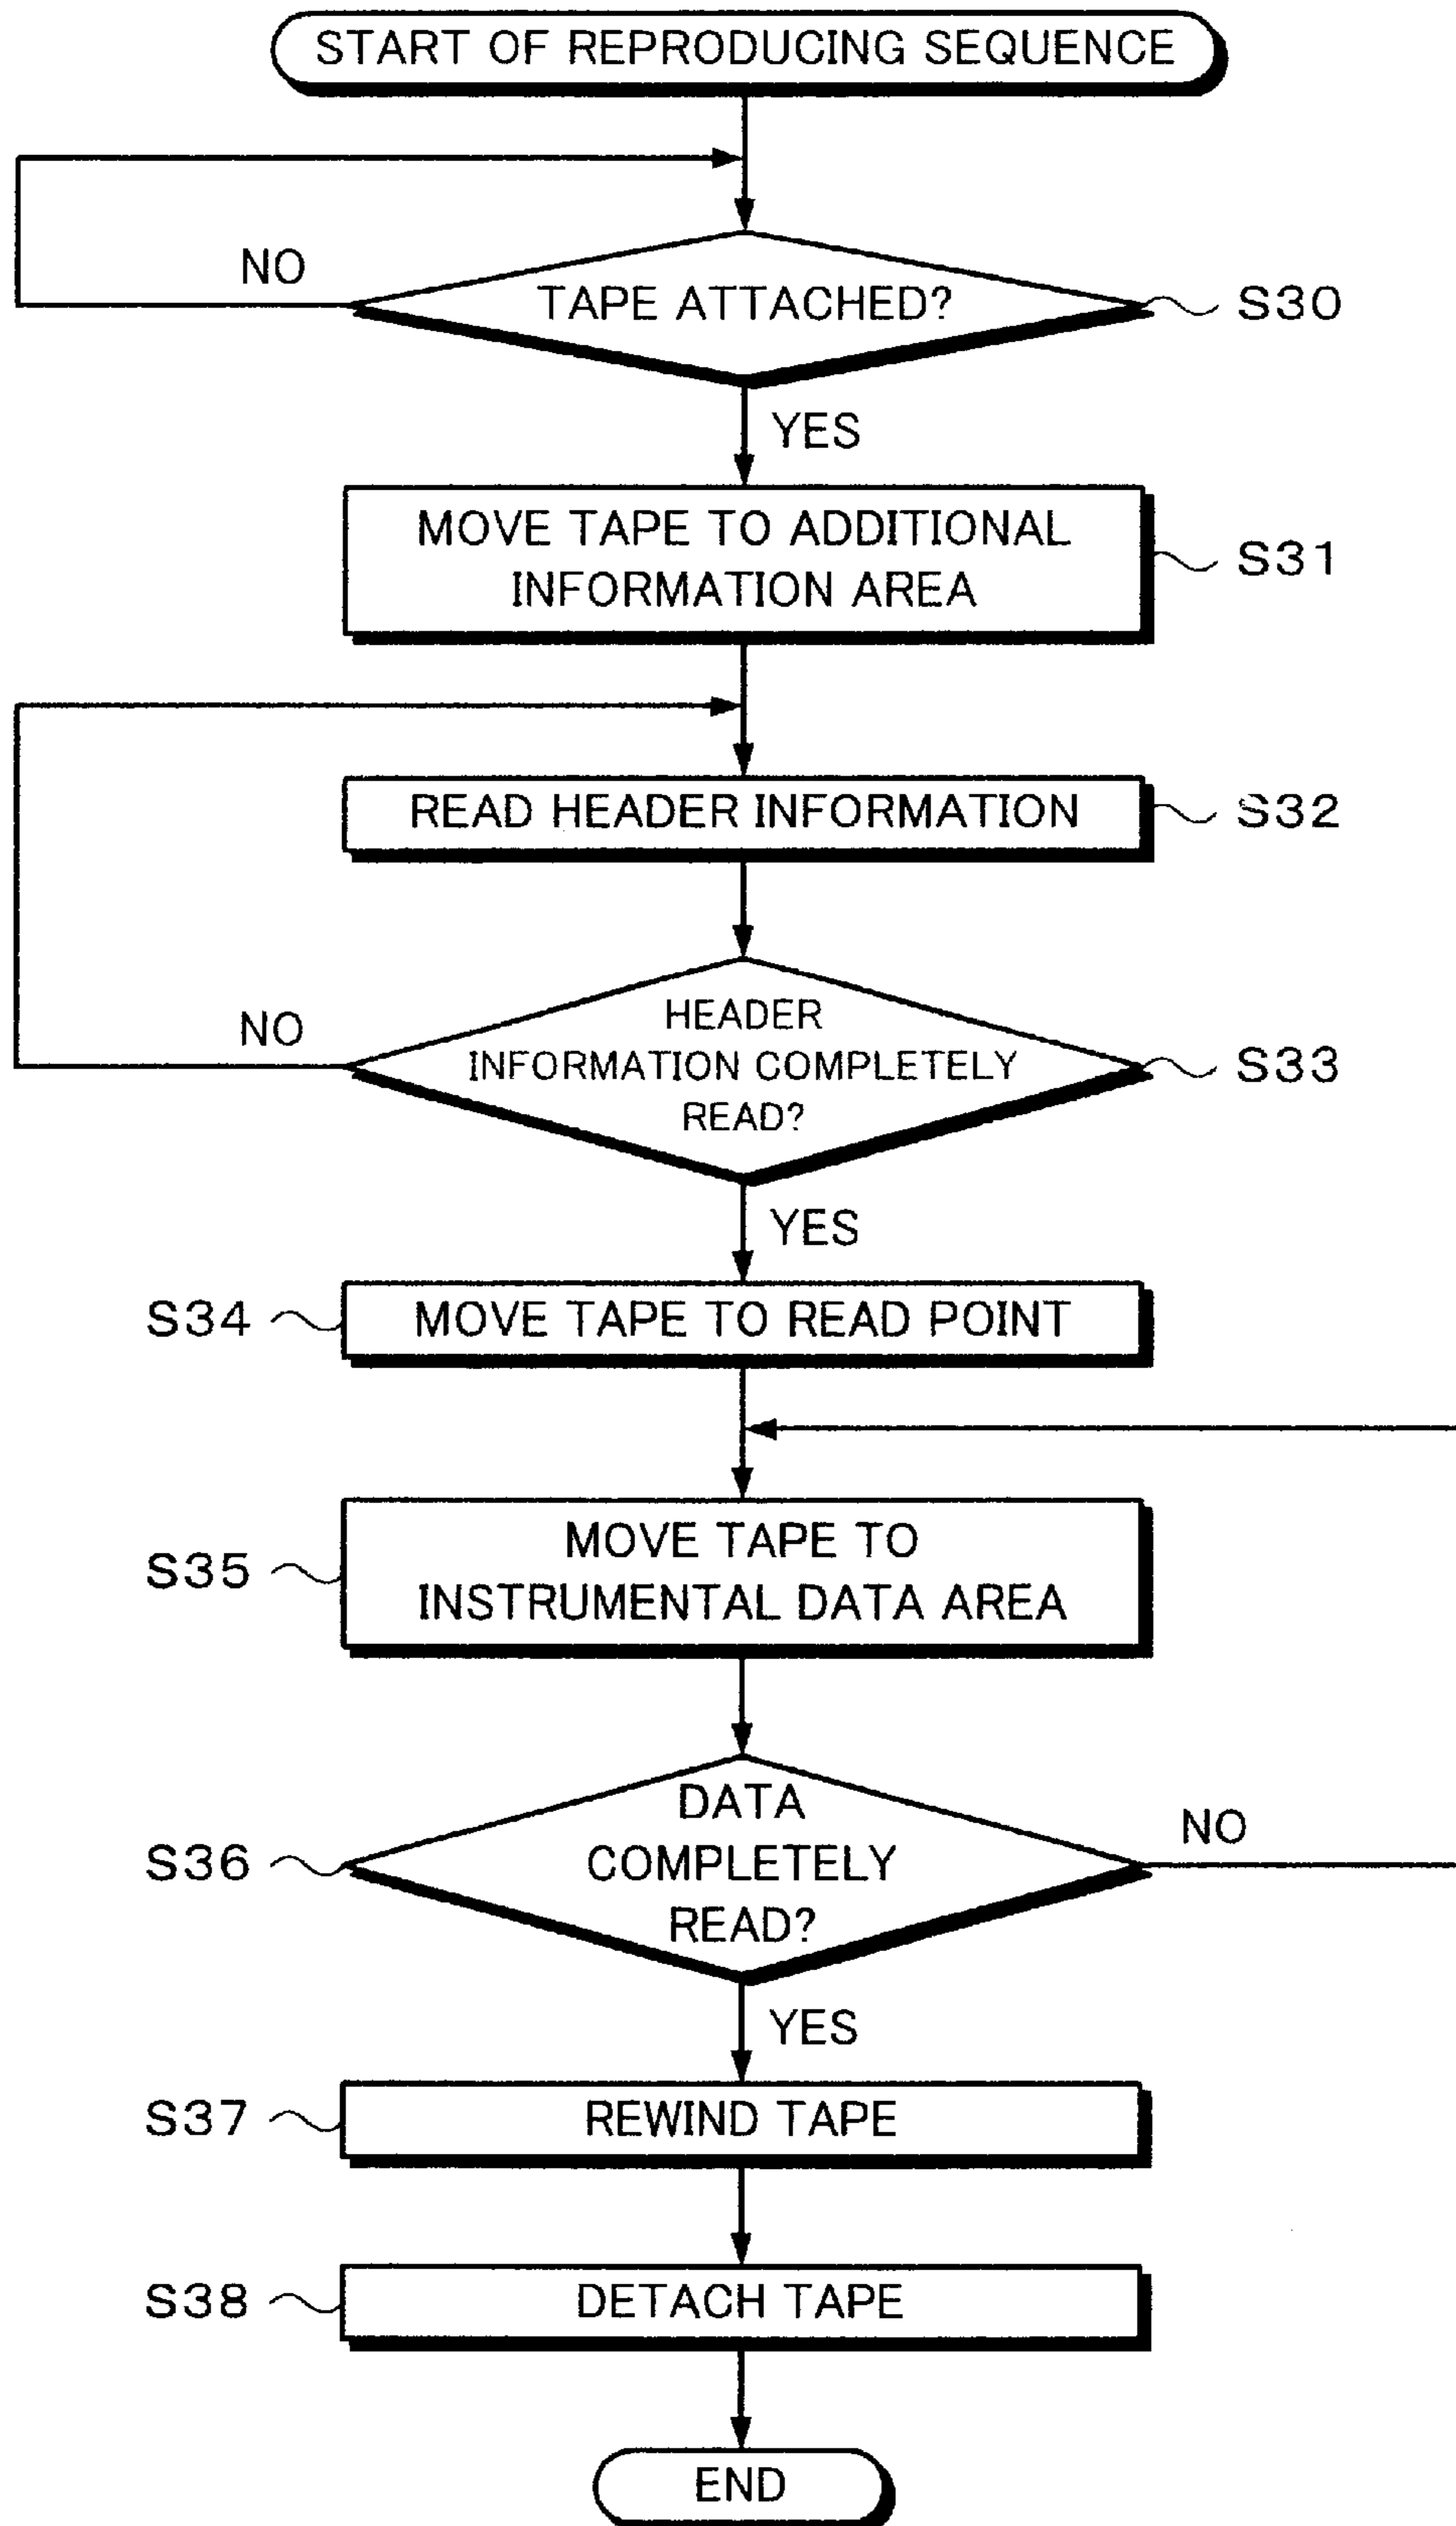 START OF REPRODUCING SEQUENCE
NO
TAPE ATTACHED?
S30
YES
MOVE TAPE TO ADDITIONAL
INFORMATION AREA
S31
READ HEADER INFORMATION
S32
NO
HEADER
INFORMATION COMPLETELY
READ?
S33
YES
S34
MOVE TAPE TO READ POINT
S35
MOVE TAPE TO
INSTRUMENTAL DATA AREA
S36
DATA
COMPLETELY
READ?
NO
YES
S37
REWIND TAPE
S38
DETACH TAPE
END